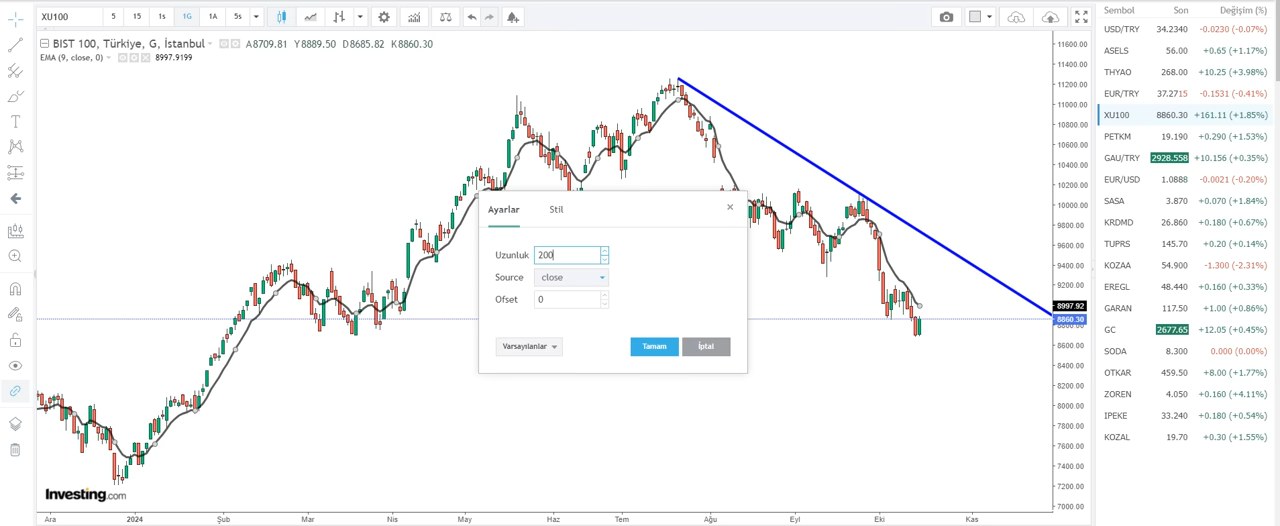 XU100 5 15 1s 1G 1A 5s
BIST 100, Türkiye, G, İstanbul A8709.81 Y8889.50 D8685.82 K8860.30
EMA (9, close, 0) 8997.9199
11600.00
11400.00
11200.00
11000.00
10800.00
10600.00
10400.00
10200.00
10000.00
9800.00
9600.00
9400.00
9200.00
8997.92
8860.30
8800.00
8600.00
8400.00
8200.00
8000.00
7800.00
7600.00
7400.00
7200.00
7000.00
Ayarlar Stil ×
Uzunluk 200
Source close
Ofset 0
Varsayılanlar Tamam İptal
Investing.com
Ara 2024 Şub Mar Nis May Haz Tem Ağu Eyl Eki Kas
Sembol Son Değişim (%)
USD/TRY 34.2340 -0.0230 (-0.07%)
ASELS 56.00 +0.65 (+1.17%)
THYAO 268.00 +10.25 (+3.98%)
EUR/TRY 37.2715 -0.1531 (-0.41%)
XU100 8860.30 +161.11 (+1.85%)
PETKM 19.190 +0.290 (+1.53%)
GAU/TRY 2928.558 +10.156 (+0.35%)
EUR/USD 1.0888 -0.0021 (-0.20%)
SASA 3.870 +0.070 (+1.84%)
KRDMD 26.860 +0.180 (+0.67%)
TUPRS 145.70 +0.20 (+0.14%)
KOZAA 54.900 -1.300 (-2.31%)
EREGL 48.440 +0.160 (+0.33%)
GARAN 117.50 +1.00 (+0.86%)
GC 2677.65 +12.05 (+0.45%)
SODA 8.300 0.000 (0.00%)
OTKAR 459.50 +8.00 (+1.77%)
ZOREN 4.050 +0.160 (+4.11%)
IPEKE 33.240 +0.180 (+0.54%)
KOZAL 19.70 +0.30 (+1.55%)